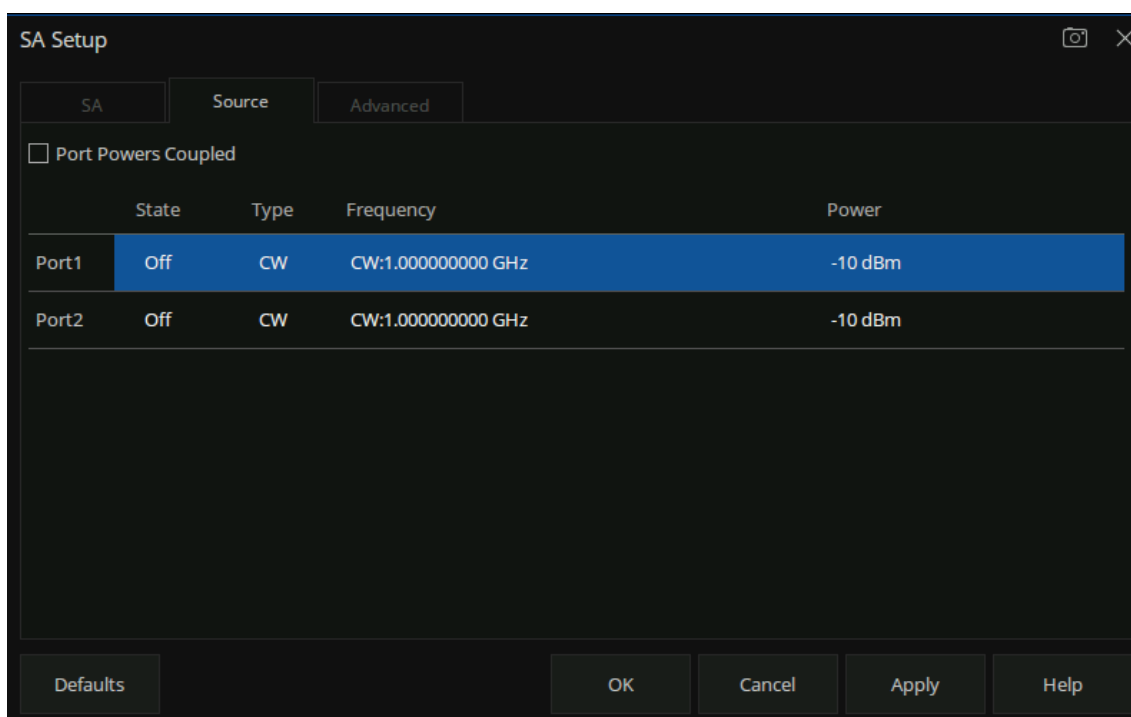 SA Setup
SA Source Advanced
Port Powers Coupled
State Type Frequency Power
Port1 Off CW CW:1.000000000 GHz -10 dBm
Port2 Off CW CW:1.000000000 GHz -10 dBm
Defaults OK Cancel Apply Help